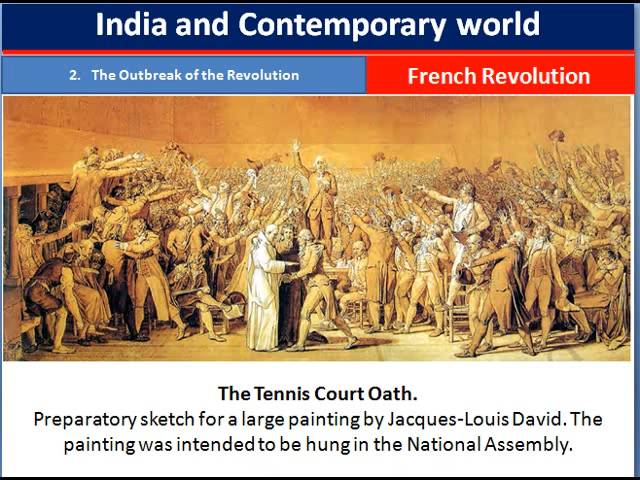 India and Contemporary world
2. The Outbreak of the Revolution
French Revolution
The Tennis Court Oath.
Preparatory sketch for a large painting by Jacques-Louis David. The
painting was intended to be hung in the National Assembly.